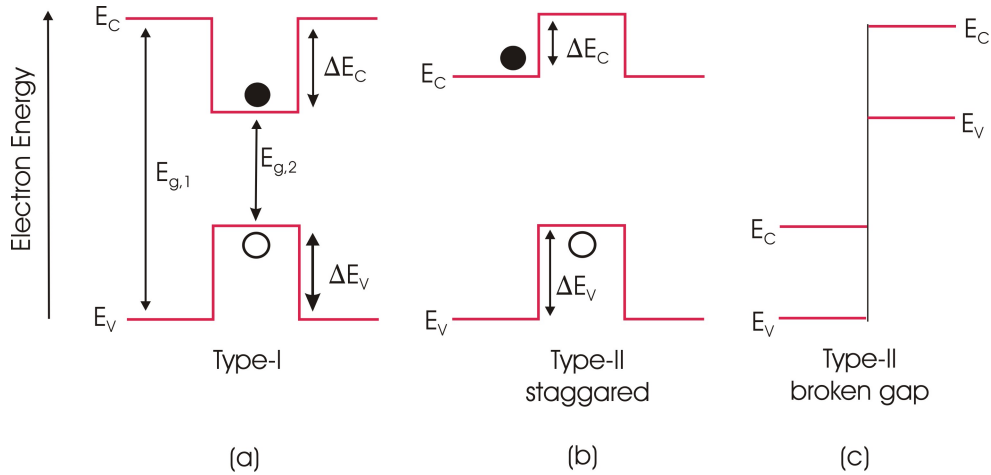 Electron Energy
E_C
ΔE_C
E_g,1
E_g,2
ΔE_V
E_V
Type-I
(a)
ΔE_C
E_C
ΔE_V
E_V
Type-II
staggared
(b)
E_C
E_V
E_C
E_V
Type-II
broken gap
(c)